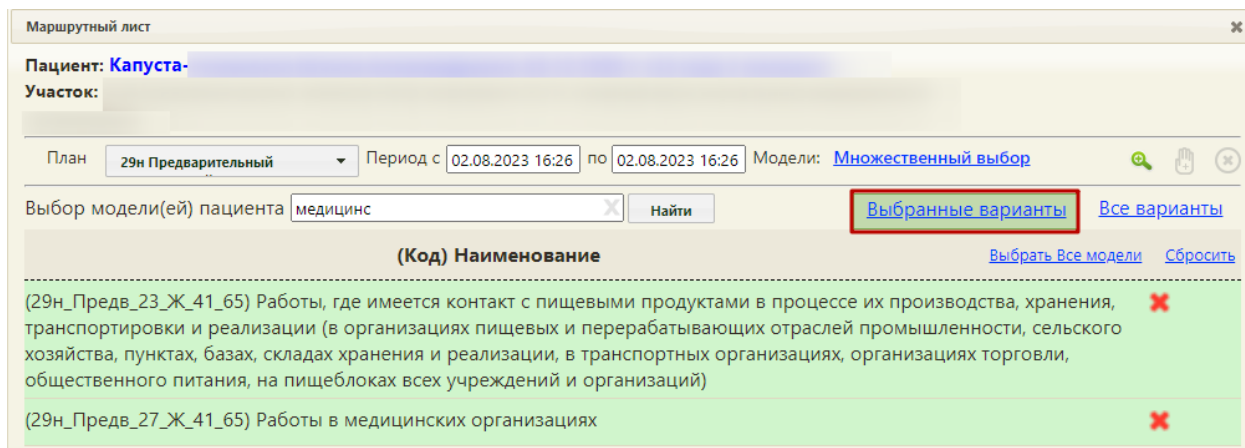 Маршрутный лист
Пациент: Капуста-
Участок:
План 29н Предварительный Период с 02.08.2023 16:26 по 02.08.2023 16:26 Модели: Множественный выбор
Выбор модели(ей) пациента медицинс X Найти Выбранные варианты Все варианты
(Код) Наименование Выбрать Все модели Сбросить
(29н_Предв_23_Ж_41_65) Работы, где имеется контакт с пищевыми продуктами в процессе их производства, хранения,
транспортировки и реализации (в организациях пищевых и перерабатывающих отраслей промышленности, сельского
хозяйства, пунктах, базах, складах хранения и реализации, в транспортных организациях, организациях торговли,
общественного питания, на пищеблоках всех учреждений и организаций)
(29н_Предв_27_Ж_41_65) Работы в медицинских организациях